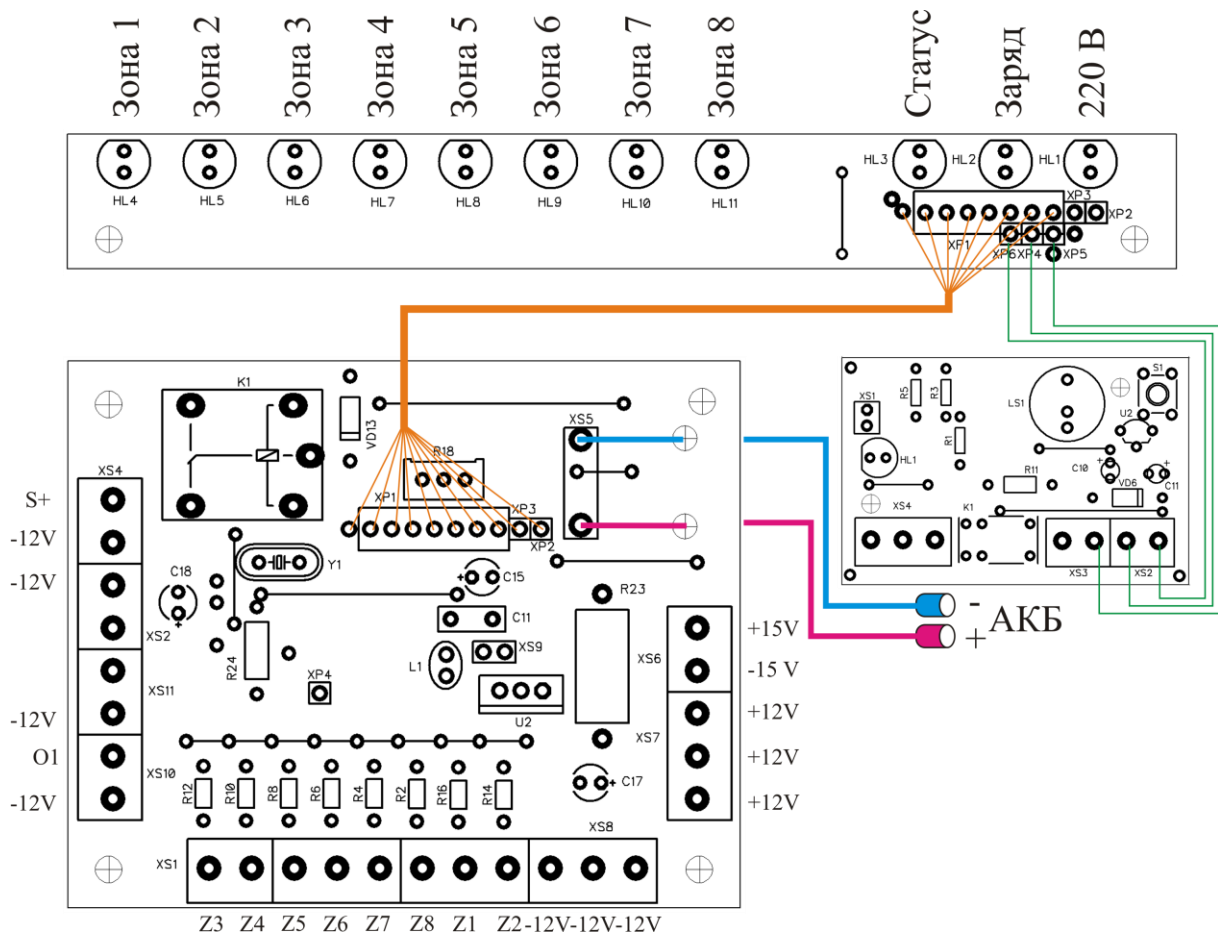 Зона 1
Зона 2
Зона 3
Зона 4
Зона 5
Зона 6
Зона 7
Зона 8
Статус
Заряд
220 В
HL3 HL2 HL1
HL4 HL5 HL6 HL7 HL8 HL9 HL10 HL11
XP3
XP2
XP1
XP6 XP4 XP5
K1
VD13
XS5
R18
XP1
XP3
XP2
XS4
S+
-12V
-12V
C18
Y1
C15
R23
C11
XS2
XS9
L1
R24
XP4
XS11
U2
XS6
XS7
+15V
-15 V
+12V
+12V
+12V
-12V
O1
XS10
-12V
C17
R12 R10 R8 R6 R4 R2 R16 R14
XS8
XS1
Z3 Z4 Z5 Z6 Z7 Z8 Z1 Z2 -12V -12V -12V
XS1
R5
R3
LS1
S1
U2
R1
HL1
C10
C11
R11
VD6
XS4
K1
XS3
XS2
- АКБ
+